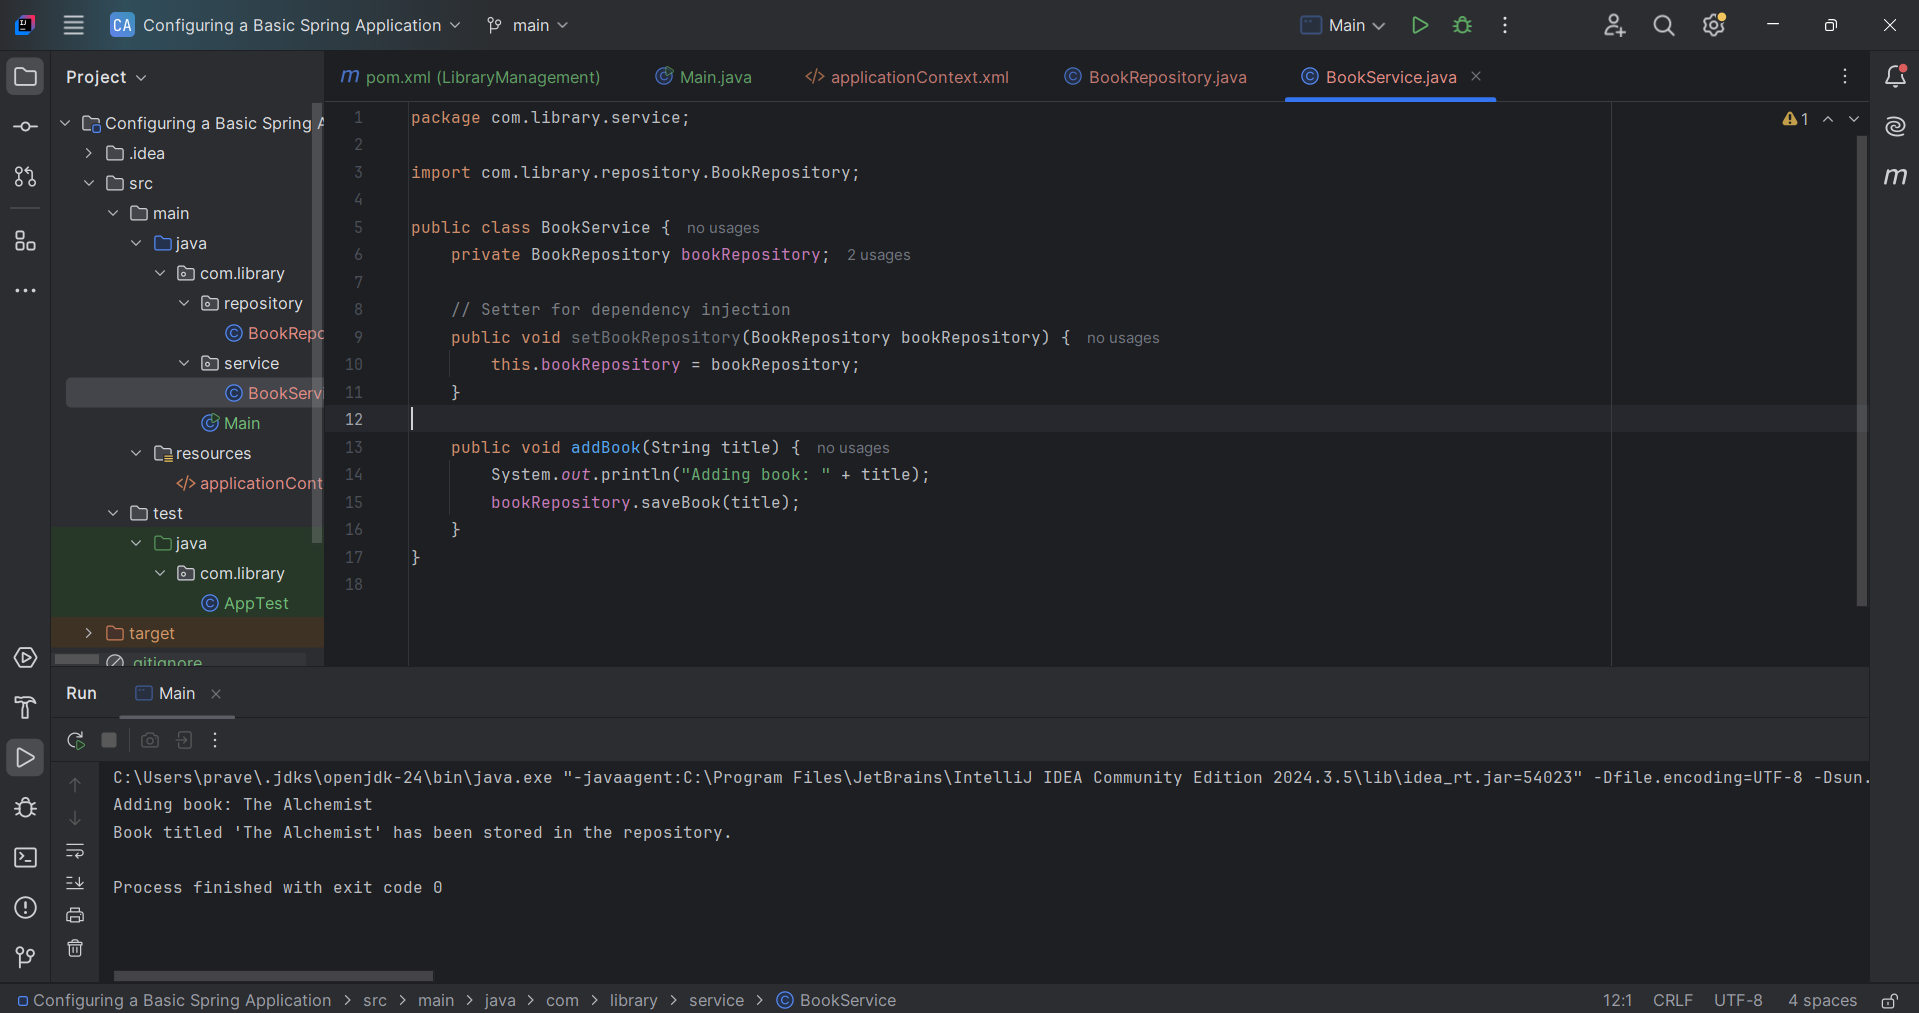 CA Configuring a Basic Spring Application main Main
Project
pom.xml (LibraryManagement) Main.java applicationContext.xml BookRepository.java BookService.java
Configuring a Basic Spring A
.idea
src
main
java
com.library
repository
BookRepo
service
BookServi
Main
resources
applicationCont
test
java
com.library
AppTest
target
.gitignore
1 package com.library.service;
2
3 import com.library.repository.BookRepository;
4
5 public class BookService { no usages
6 private BookRepository bookRepository; 2 usages
7
8 // Setter for dependency injection
9 public void setBookRepository(BookRepository bookRepository) { no usages
10 this.bookRepository = bookRepository;
11 }
12
13 public void addBook(String title) { no usages
14 System.out.println("Adding book: " + title);
15 bookRepository.saveBook(title);
16 }
17 }
18
1
Run Main
C:\Users\prave\.jdks\openjdk-24\bin\java.exe "-javaagent:C:\Program Files\JetBrains\IntelliJ IDEA Community Edition 2024.3.5\lib\idea_rt.jar=54023" -Dfile.encoding=UTF-8 -Dsun.
Adding book: The Alchemist
Book titled 'The Alchemist' has been stored in the repository.
Process finished with exit code 0
Configuring a Basic Spring Application > src > main > java > com > library > service > BookService 12:1 CRLF UTF-8 4 spaces